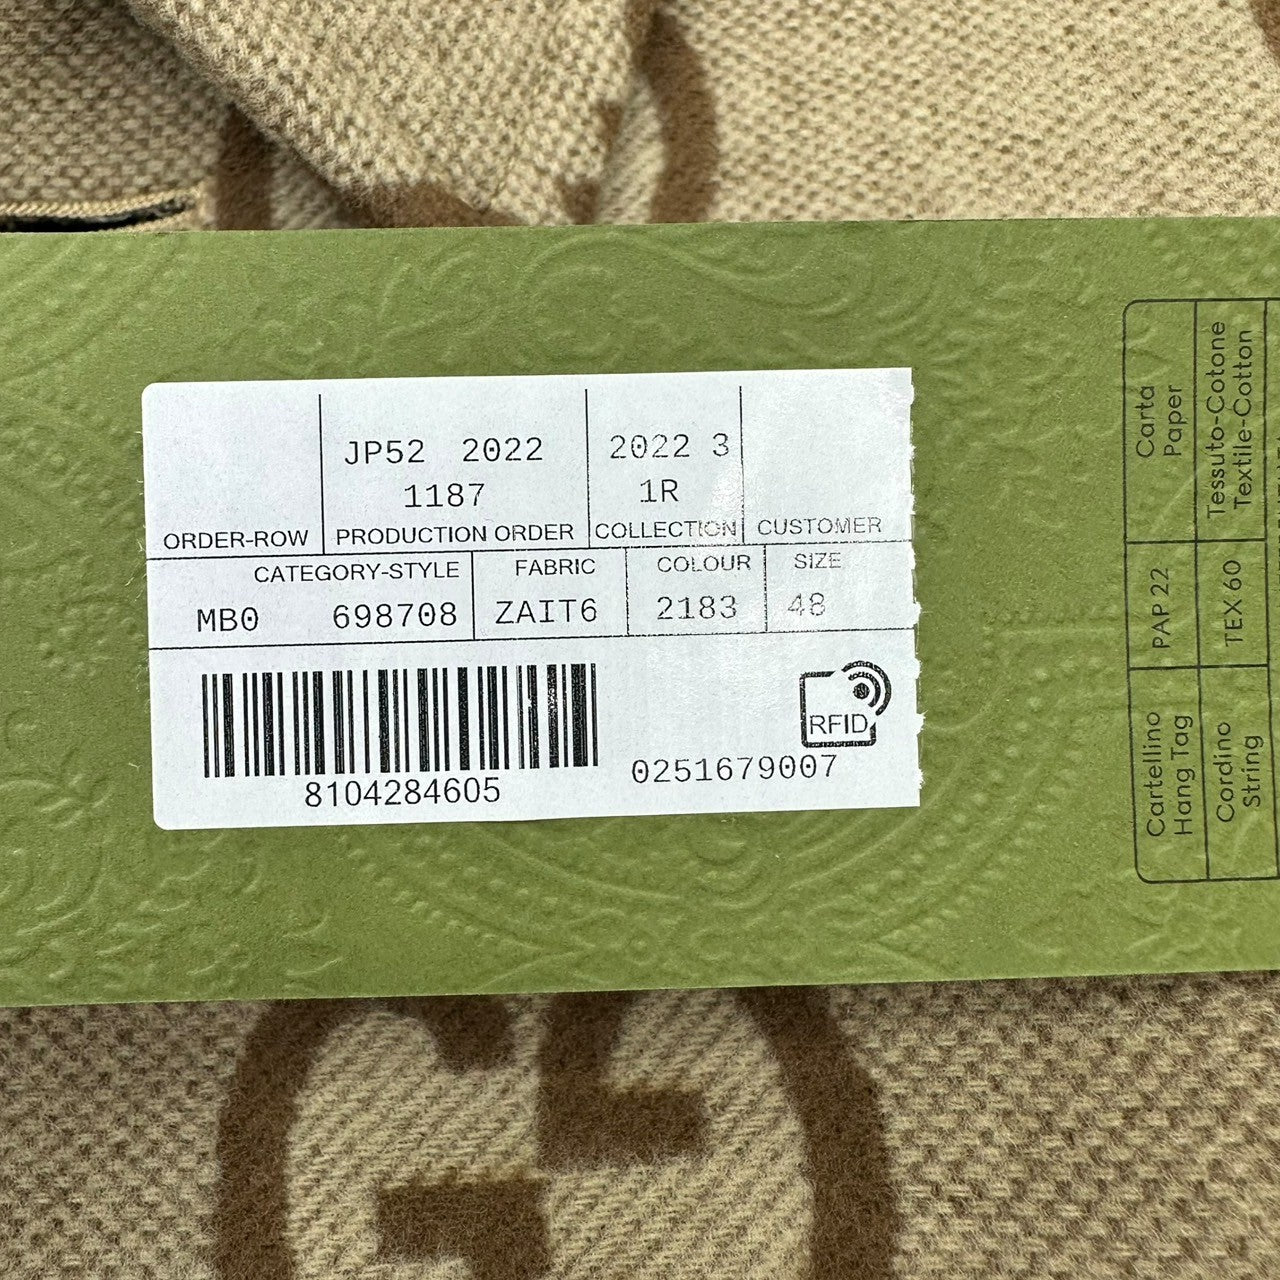 JP52 2022
2022 3
1187
1R
ORDER-ROW
PRODUCTION ORDER
COLLECTION
CUSTOMER
CATEGORY-STYLE
FABRIC
COLOUR
SIZE
MB0 698708
ZAIT6
2183
48
RFID
8104284605
0251679007
Carta
Paper
Tessuto-Cotone
Textile-Cotton
PAP 22
TEX 60
Cartellino
Hang Tag
Cordino
String